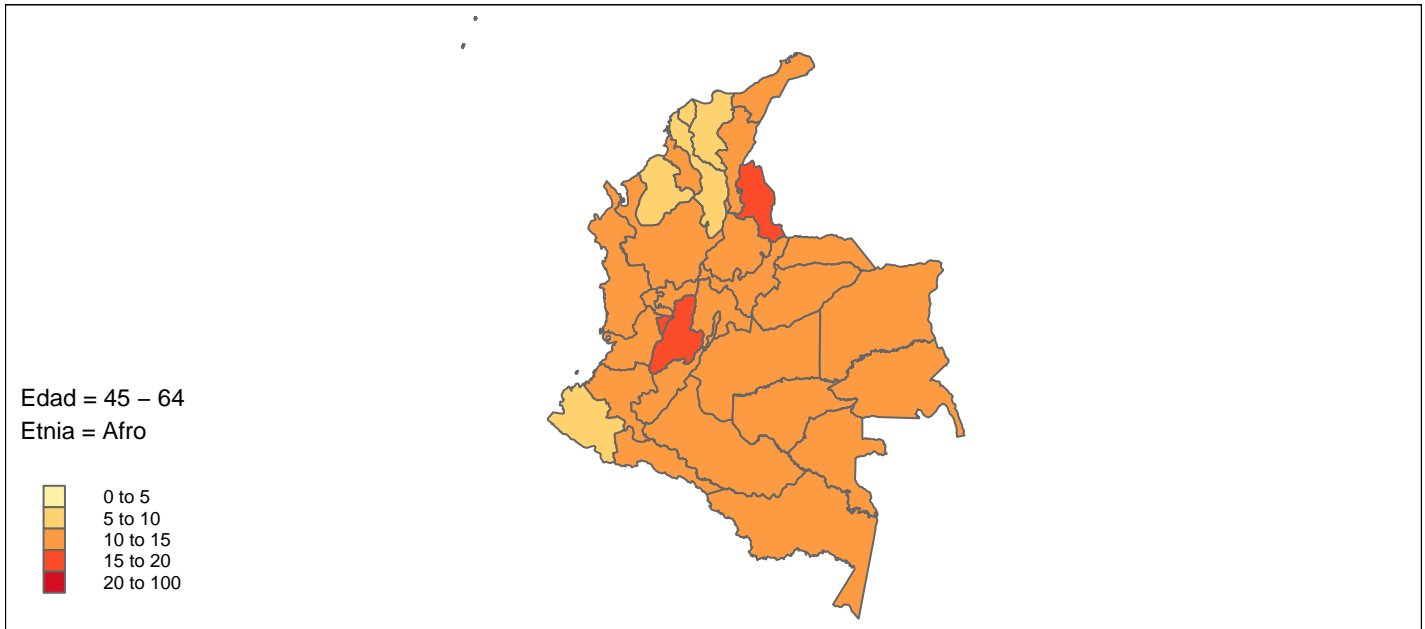 Edad = 45 – 64
Etnia = Afro
0 to 5
5 to 10
10 to 15
15 to 20
20 to 100